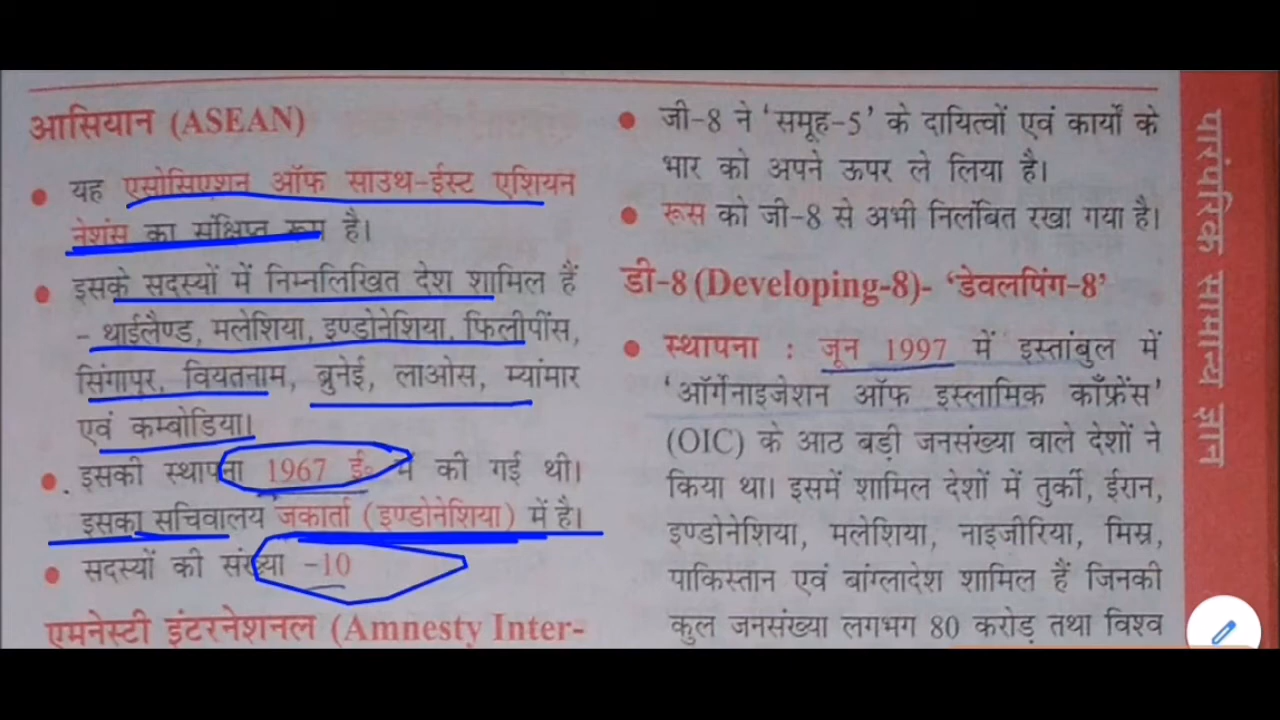 आसियान (ASEAN)
● यह एसोसिएशन ऑफ साउथ-ईस्ट एशियन
नेशंस का संक्षिप्त रूप है।
● इसके सदस्यों में निम्नलिखित देश शामिल हैं
- थाईलैण्ड, मलेशिया, इण्डोनेशिया, फिलीपींस,
सिंगापुर, वियतनाम, ब्रुनेई, लाओस, म्यांमार
एवं कम्बोडिया।
● इसकी स्थापना 1967 ई॰ में की गई थी।
इसका सचिवालय जकार्ता (इण्डोनेशिया) में है।
● सदस्यों की संख्या -10
एमनेस्टी इंटरनेशनल (Amnesty Inter-
● जी-8 ने ‘समूह-5’ के दायित्वों एवं कार्यों के
भार को अपने ऊपर ले लिया है।
● रूस को जी-8 से अभी निलंबित रखा गया है।
डी-8 (Developing-8)- ‘डेवलपिंग-8’
● स्थापना : जून 1997 में इस्तांबुल में
‘ऑर्गेनाइजेशन ऑफ इस्लामिक कॉंफ्रेंस’
(OIC) के आठ बड़ी जनसंख्या वाले देशों ने
किया था। इसमें शामिल देशों में तुर्की, ईरान,
इण्डोनेशिया, मलेशिया, नाइजीरिया, मिस्र,
पाकिस्तान एवं बांग्लादेश शामिल हैं जिनकी
कुल जनसंख्या लगभग 80 करोड़ तथा विश्व
पारंपरिक सामान्य ज्ञान